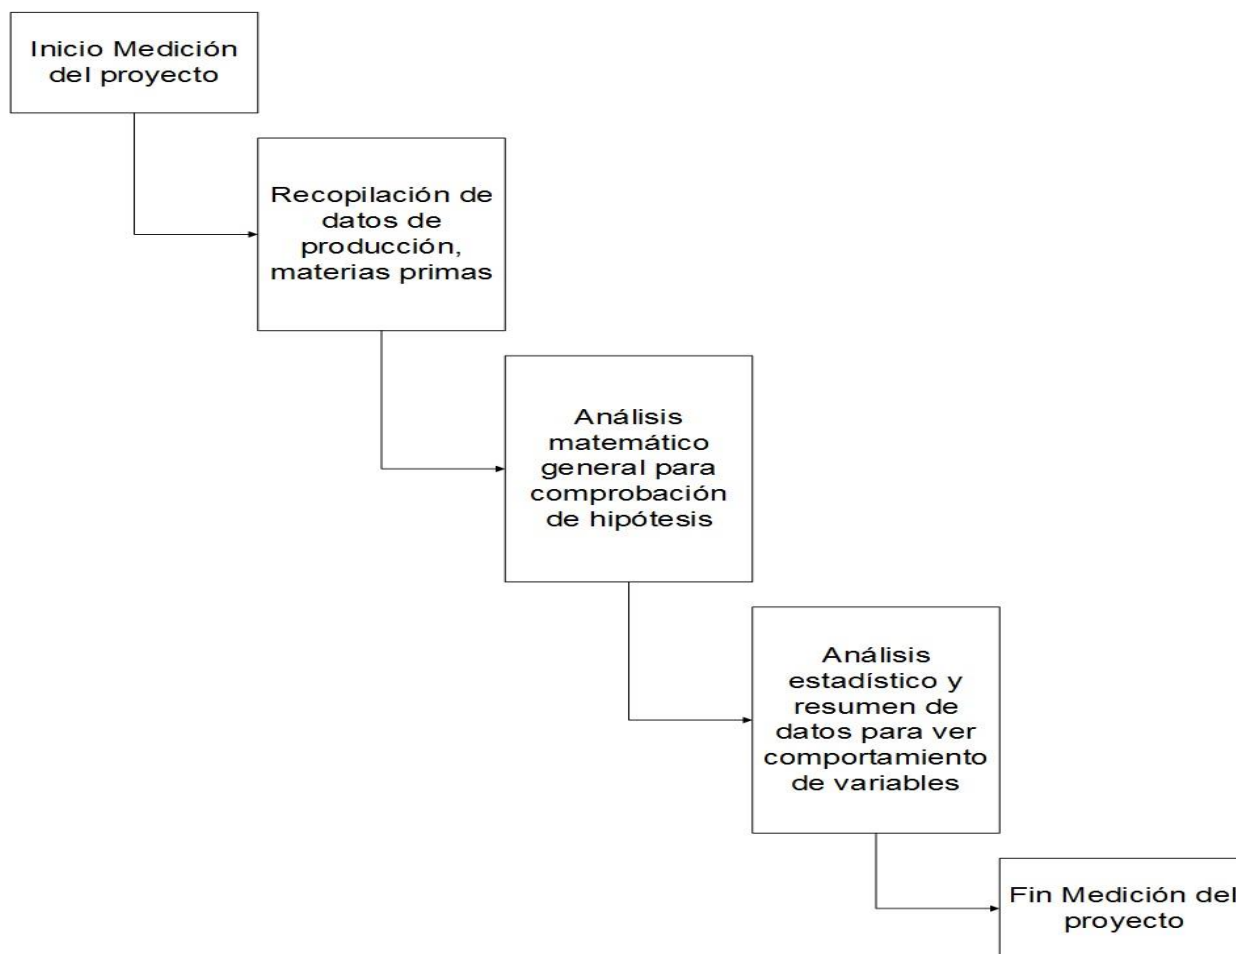 Inicio Medición
del proyecto
Recopilación de
datos de
producción,
materias primas
Análisis
matemático
general para
comprobación
de hipótesis
Análisis
estadístico y
resumen de
datos para ver
comportamiento
de variables
Fin Medición del
proyecto